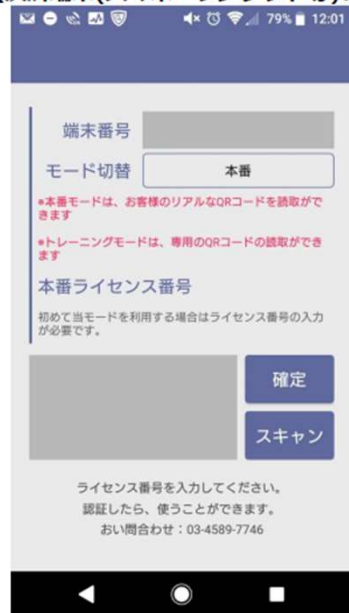 79% 12:01
端末番号
モード切替 本番
●本番モードは、お客様のリアルなQRコードを読取がで
きます
●トレーニングモードは、専用のQRコードの読取ができ
ます
本番ライセンス番号
初めて当モードを利用する場合はライセンス番号の入力
が必要です。
確定
スキャン
ライセンス番号を入力してください。
認証したら、使うことができます。
おい問合わせ：03-4589-7746